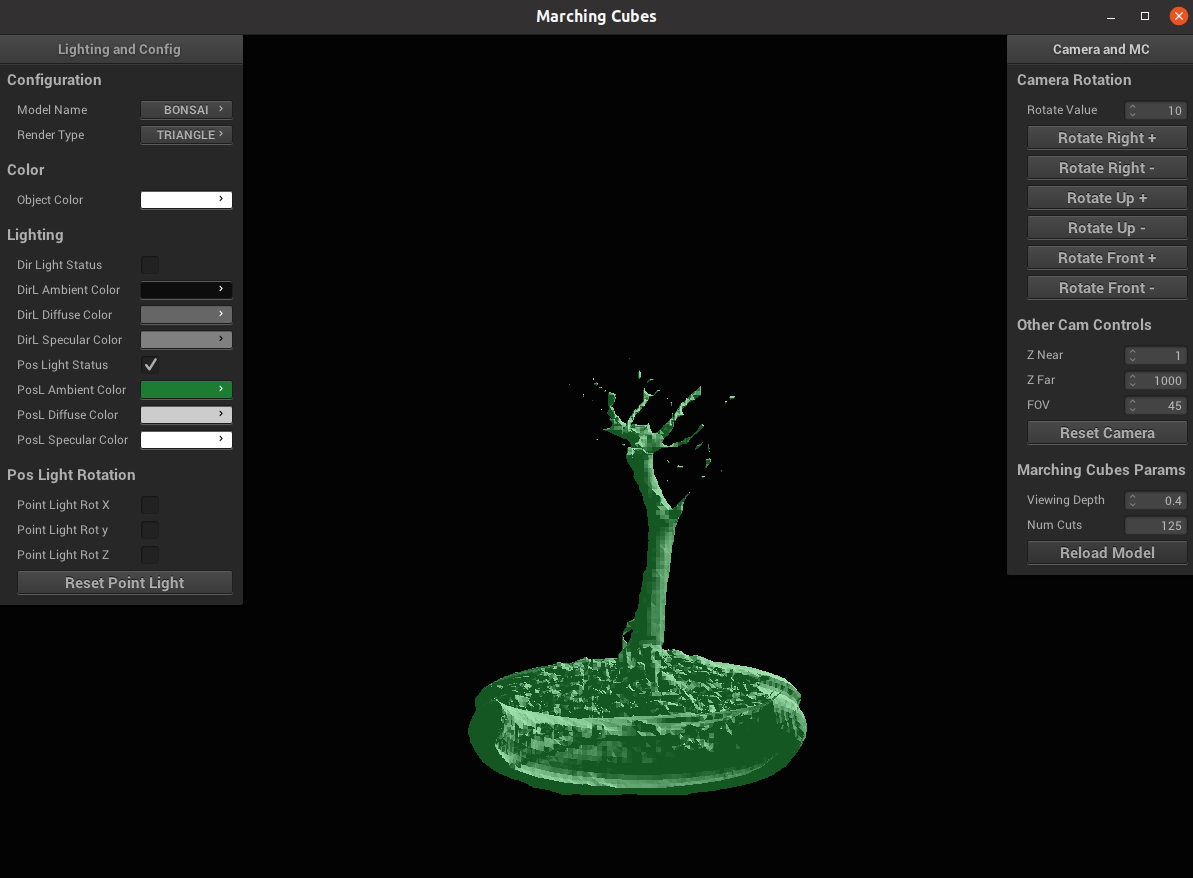 Marching Cubes
Lighting and Config
Configuration
Model Name BONSAI
Render Type TRIANGLE
Color
Object Color
Lighting
Dir Light Status
DirL Ambient Color
DirL Diffuse Color
DirL Specular Color
Pos Light Status
PosL Ambient Color
PosL Diffuse Color
PosL Specular Color
Pos Light Rotation
Point Light Rot X
Point Light Rot y
Point Light Rot Z
Reset Point Light
Camera and MC
Camera Rotation
Rotate Value 10
Rotate Right +
Rotate Right -
Rotate Up +
Rotate Up -
Rotate Front +
Rotate Front -
Other Cam Controls
Z Near 1
Z Far 1000
FOV 45
Reset Camera
Marching Cubes Params
Viewing Depth 0.4
Num Cuts 125
Reload Model